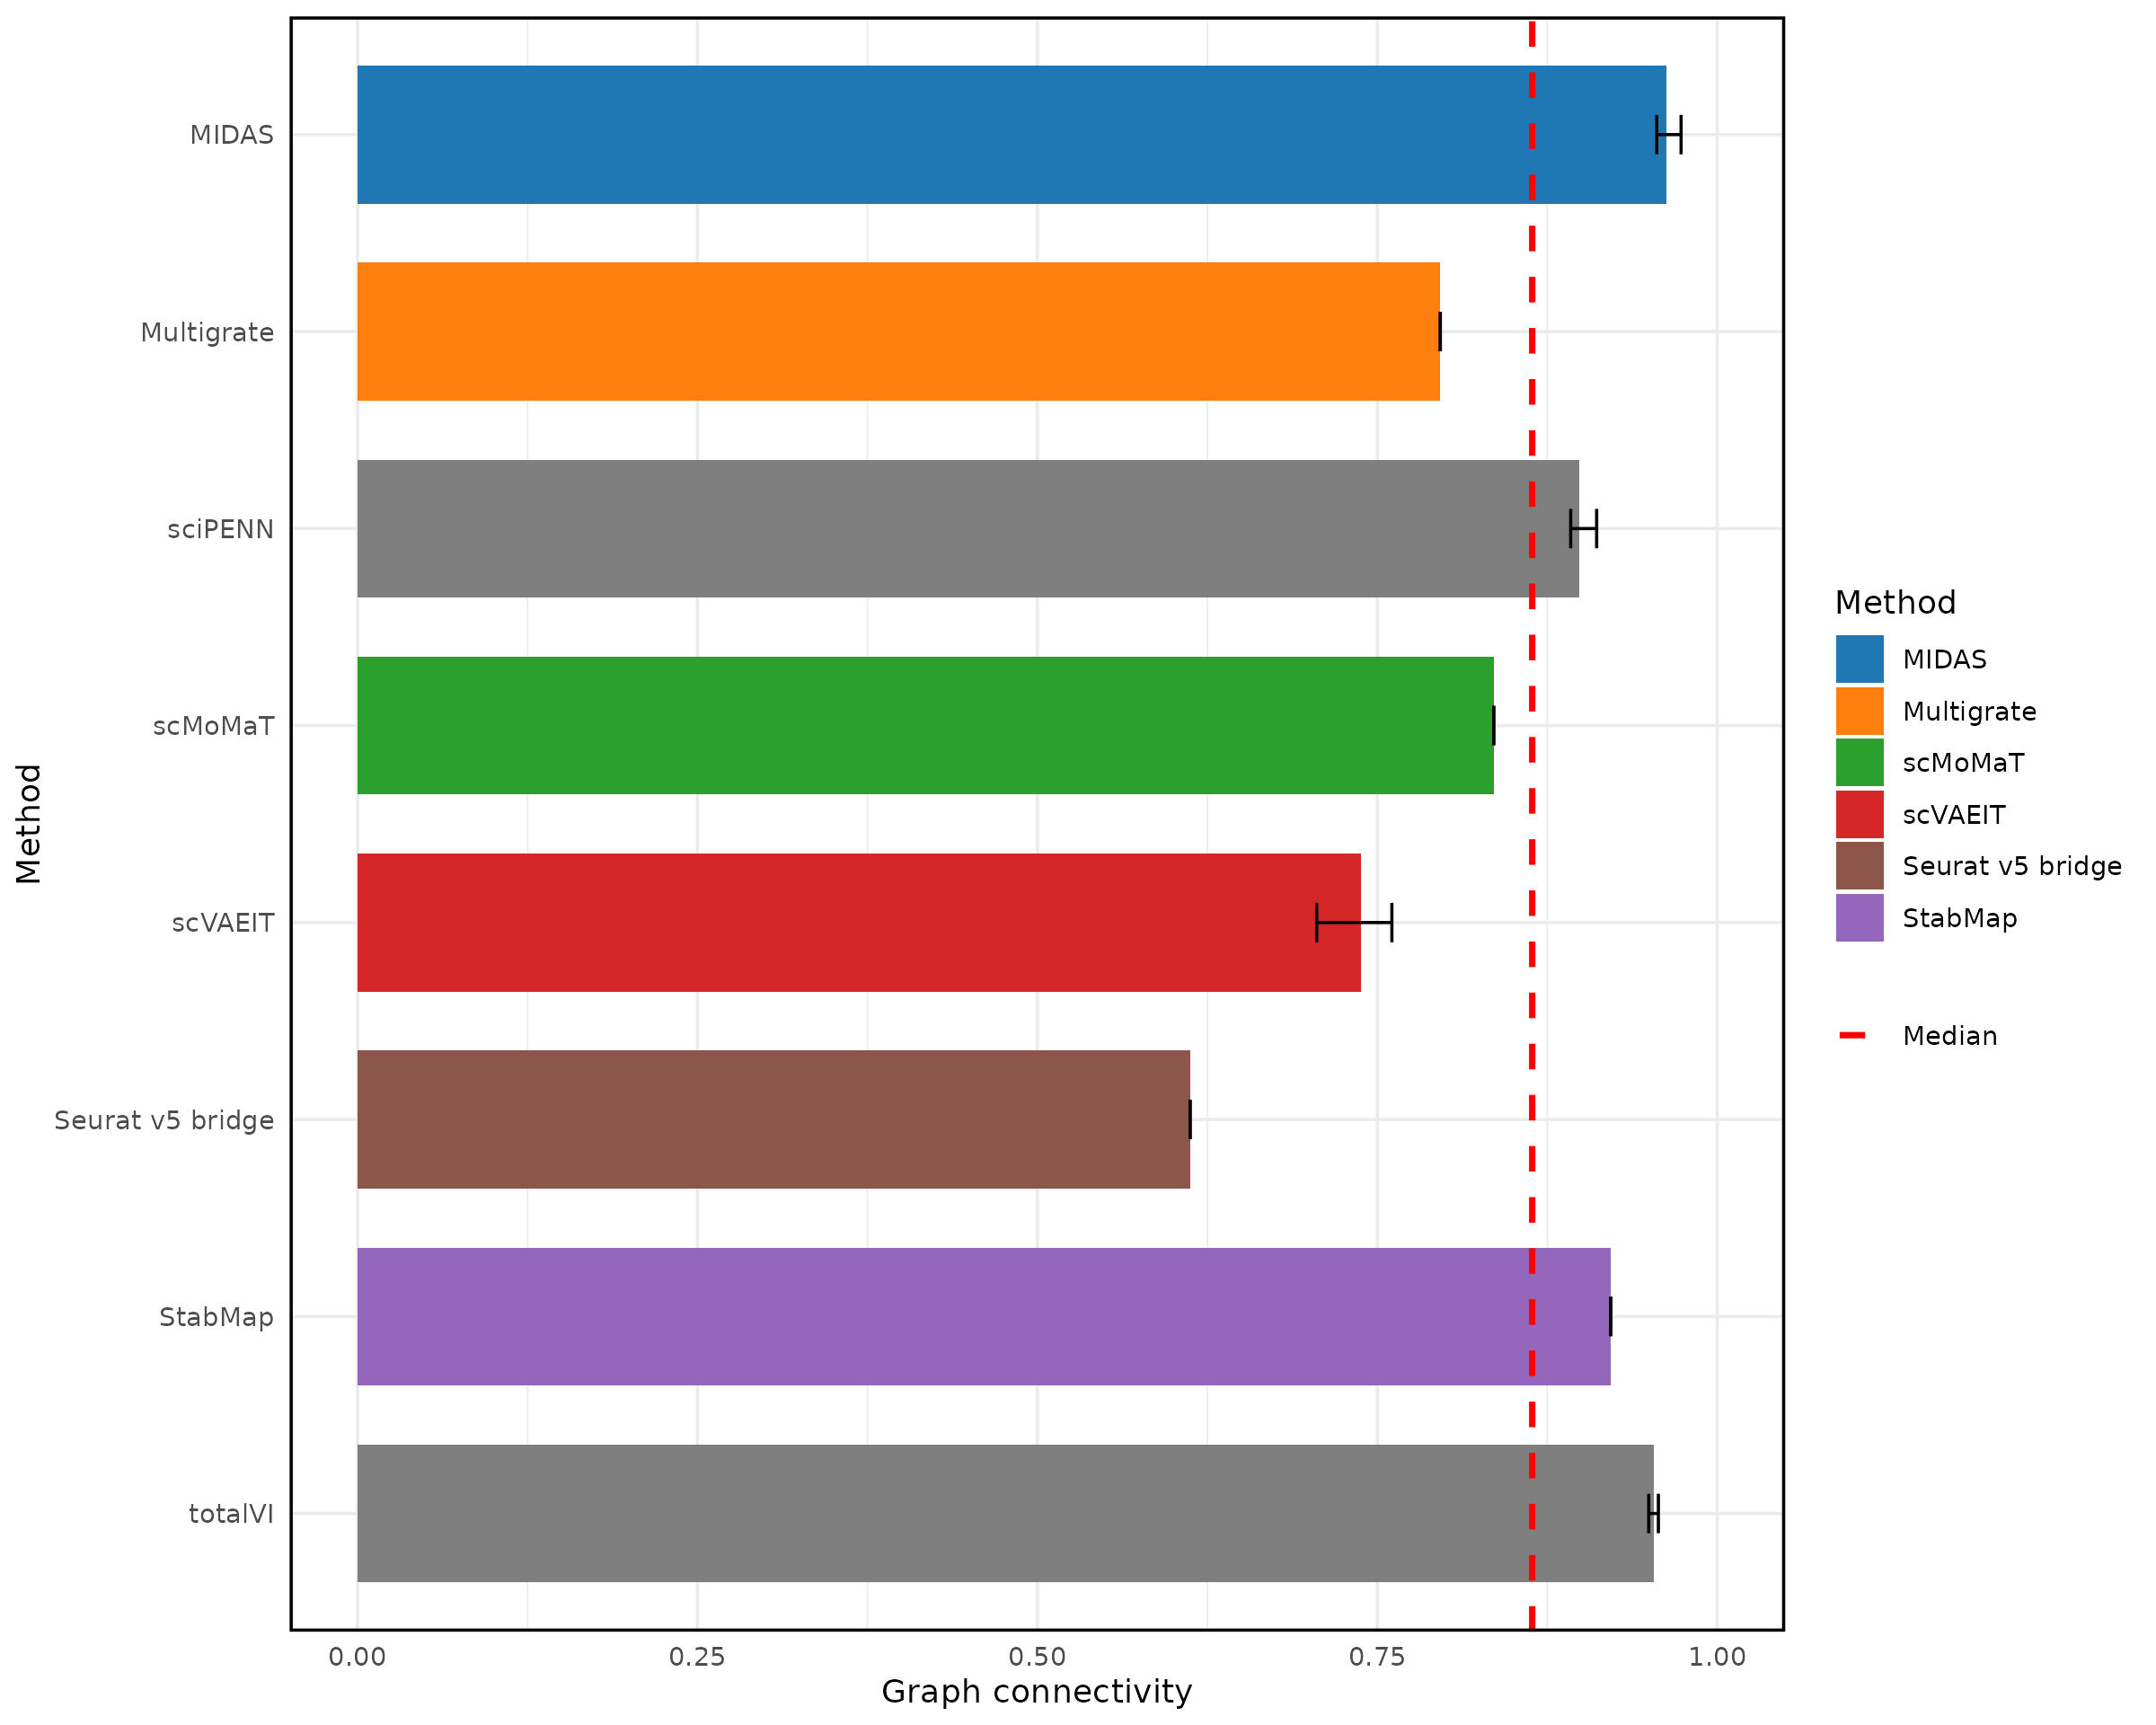 Method
MIDAS
Multigrate
sciPENN
scMoMaT
scVAEIT
Seurat v5 bridge
StabMap
totalVI
0.00 0.25 0.50 0.75 1.00
Graph connectivity
Method
MIDAS
Multigrate
scMoMaT
scVAEIT
Seurat v5 bridge
StabMap
Median